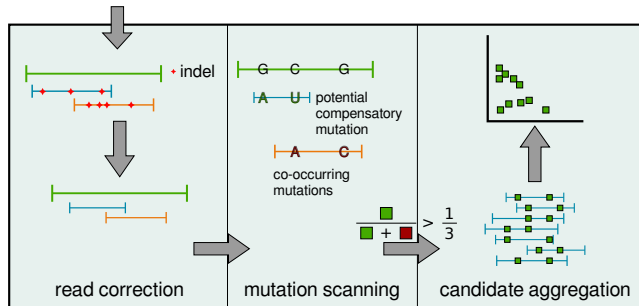 indel
G C G
A U
potential
compensatory
mutation
A C
co-occurring
mutations
+ > 1
3
read correction
mutation scanning
candidate aggregation